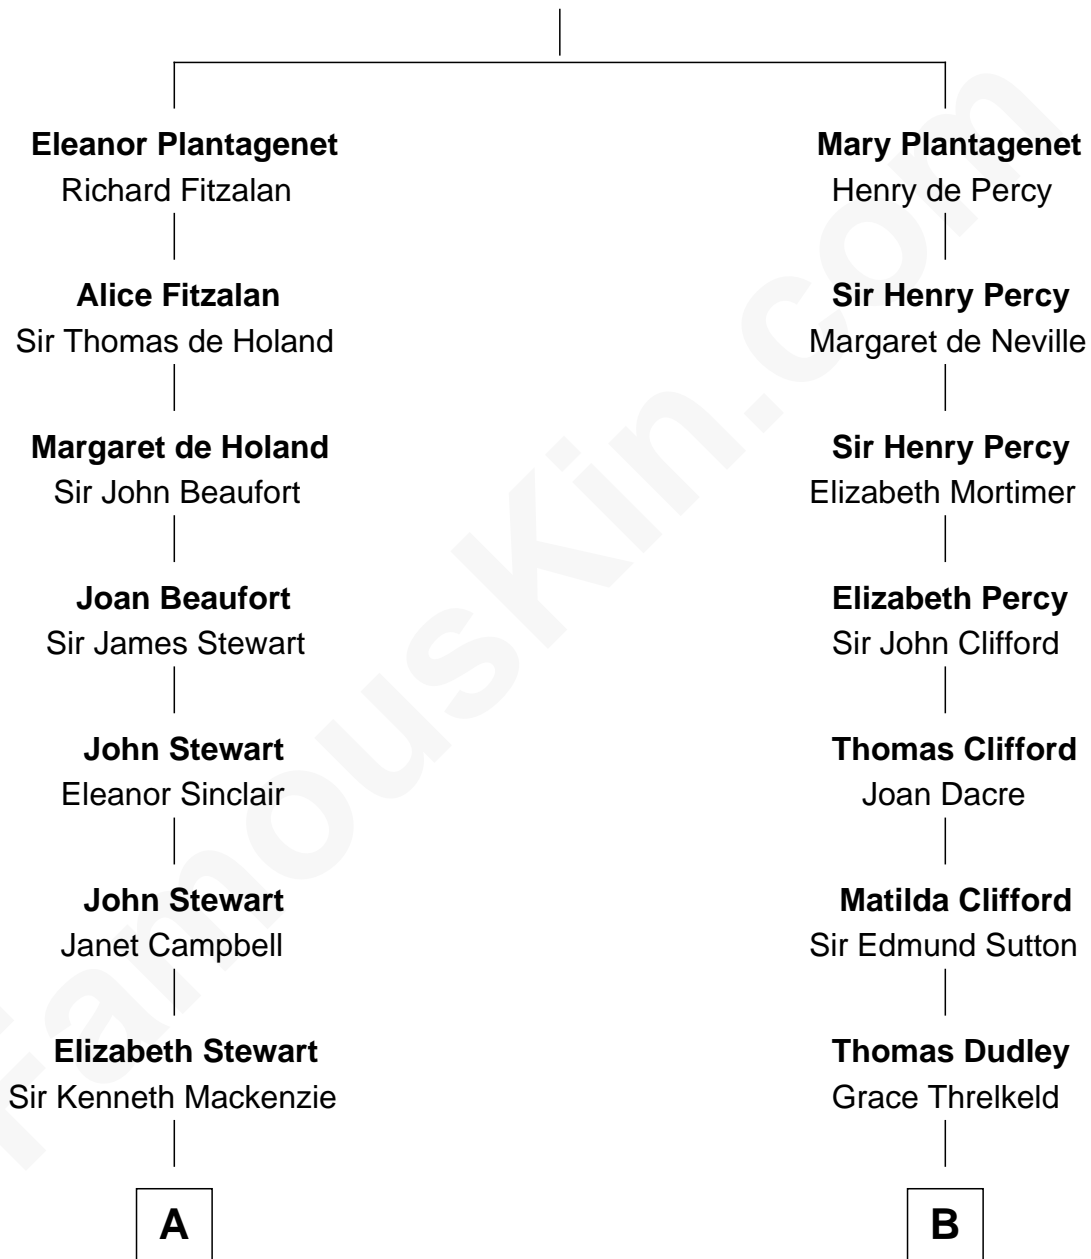 Eleanor Plantagenet
Richard Fitzalan
Alice Fitzalan
Sir Thomas de Holand
Margaret de Holand
Sir John Beaufort
Joan Beaufort
Sir James Stewart
John Stewart
Eleanor Sinclair
John Stewart
Janet Campbell
Elizabeth Stewart
Sir Kenneth Mackenzie
A
Mary Plantagenet
Henry de Percy
Sir Henry Percy
Margaret de Neville
Sir Henry Percy
Elizabeth Mortimer
Elizabeth Percy
Sir John Clifford
Thomas Clifford
Joan Dacre
Matilda Clifford
Sir Edmund Sutton
Thomas Dudley
Grace Threlkeld
B
FamousKin.com